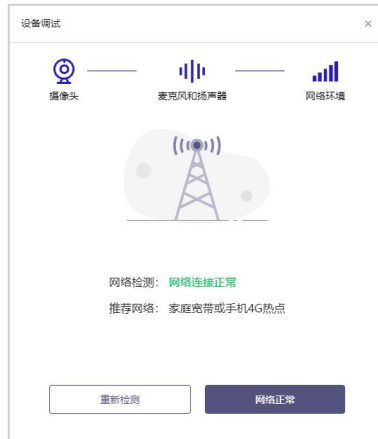 设备调试
摄像头
麦克风和扬声器
网络环境
网络检测： 网络连接正常
推荐网络： 家庭宽带或手机4G热点
重新检测
网络正常